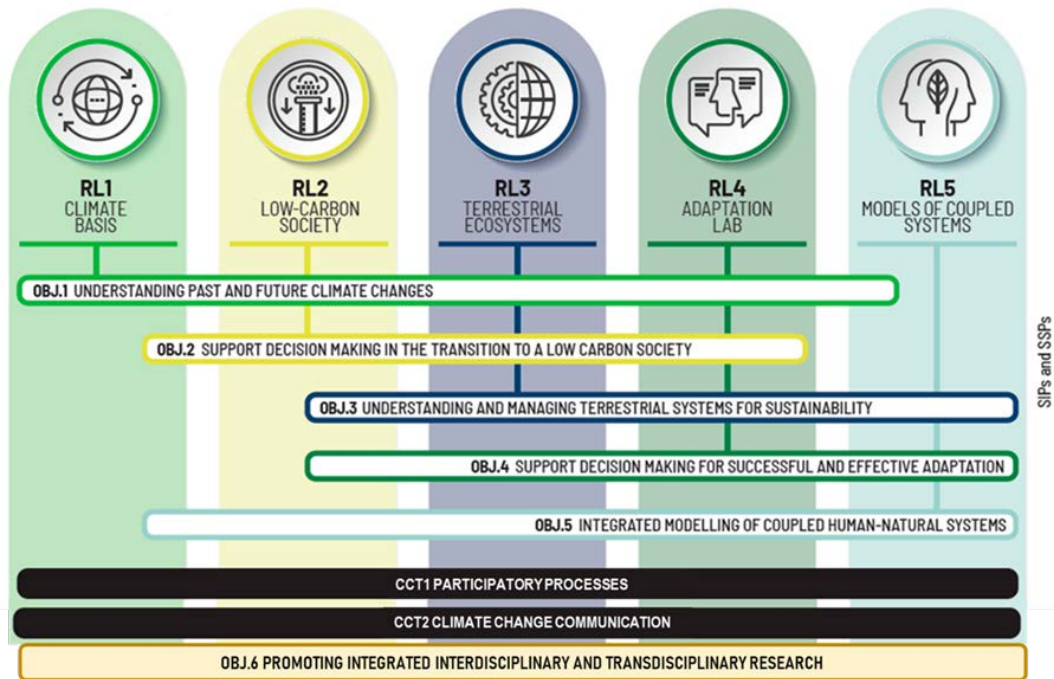 RL1
CLIMATE
BASIS
RL2
LOW-CARBON
SOCIETY
RL3
TERRESTRIAL
ECOSYSTEMS
RL4
ADAPTATION
LAB
RL5
MODELS OF COUPLED
SYSTEMS
OBJ.1 UNDERSTANDING PAST AND FUTURE CLIMATE CHANGES
OBJ.2 SUPPORT DECISION MAKING IN THE TRANSITION TO A LOW CARBON SOCIETY
OBJ.3 UNDERSTANDING AND MANAGING TERRESTRIAL SYSTEMS FOR SUSTAINABILITY
OBJ.4 SUPPORT DECISION MAKING FOR SUCCESSFUL AND EFFECTIVE ADAPTATION
OBJ.5 INTEGRATED MODELLING OF COUPLED HUMAN-NATURAL SYSTEMS
SIPs and SSPs
CCT1 PARTICIPATORY PROCESSES
CCT2 CLIMATE CHANGE COMMUNICATION
OBJ.6 PROMOTING INTEGRATED INTERDISCIPLINARY AND TRANSDISCIPLINARY RESEARCH